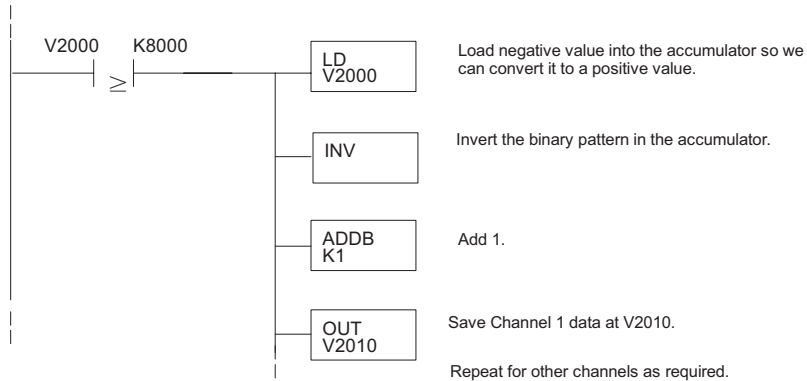 V2000 K8000
≥
LD
V2000
Load negative value into the accumulator so we
can convert it to a positive value.
INV
Invert the binary pattern in the accumulator.
ADDB
K1
Add 1.
OUT
V2010
Save Channel 1 data at V2010.
Repeat for other channels as required.